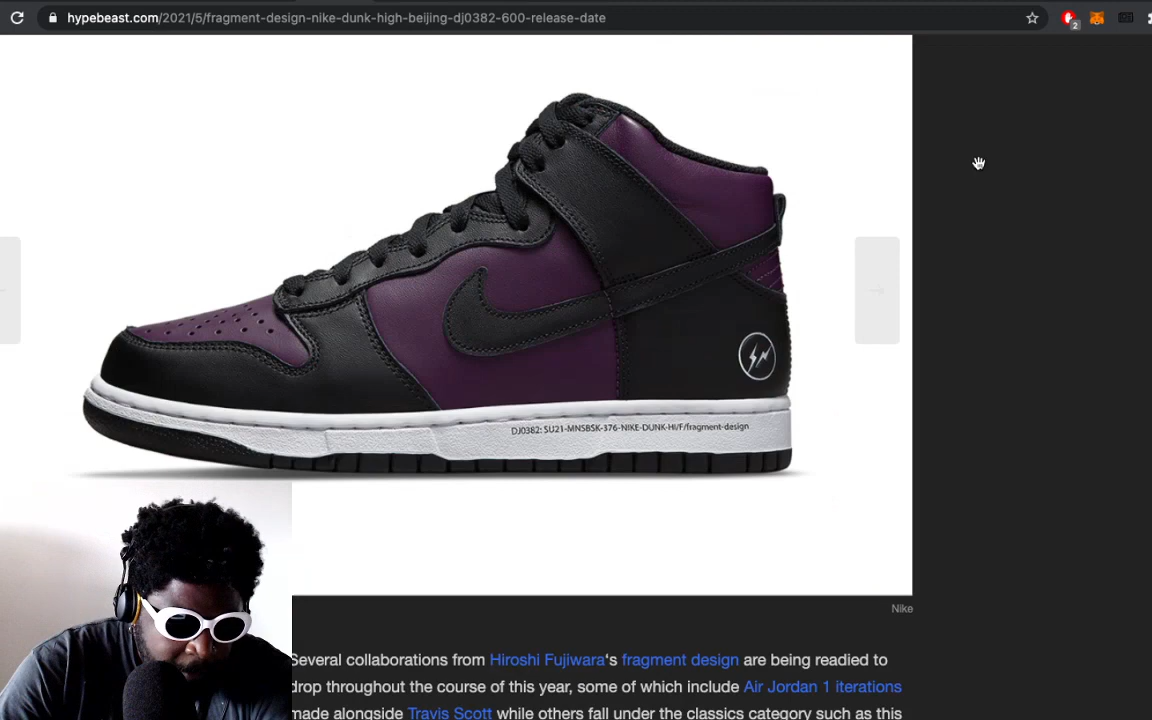 hypebeast.com/2021/5/fragment-design-nike-dunk-high-beijing-dj0382-600-release-date
2
DJ0382: SU21-MNSBSK-376-NIKE-DUNK-HI/F/fragment-design
Nike
Several collaborations from Hiroshi Fujiwara's fragment design are being readied to
drop throughout the course of this year, some of which include Air Jordan 1 iterations
made alongside Travis Scott while others fall under the classics category such as this